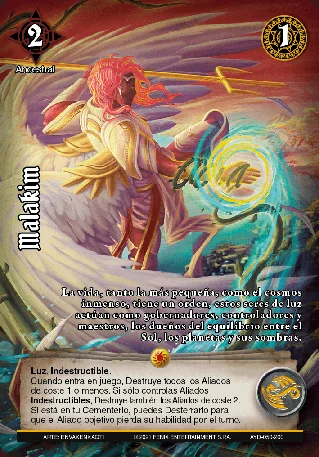 2
1
Ancestral
Malakim
La vida, tanto la más pequeña, como el cosmos
inmenso, tiene un orden, estos seres de luz
actúan como gobernadores, controladores y
maestros, los dueños del equilibrio entre el
Sol, los planetas y sus sombras.
Luz. Indestructible.
Cuando entra en juego, Destruye todos los Aliados
de coste 1 o menos. Si sólo controlas Aliados
Indestructibles, Destruye también los Aliados de coste 2.
Si está en tu Cementerio, puedes Desterrarlo para
que el Aliado objetivo pierda su habilidad por el turno.
ARTE:
ENTERTAINMENT S.P.A.